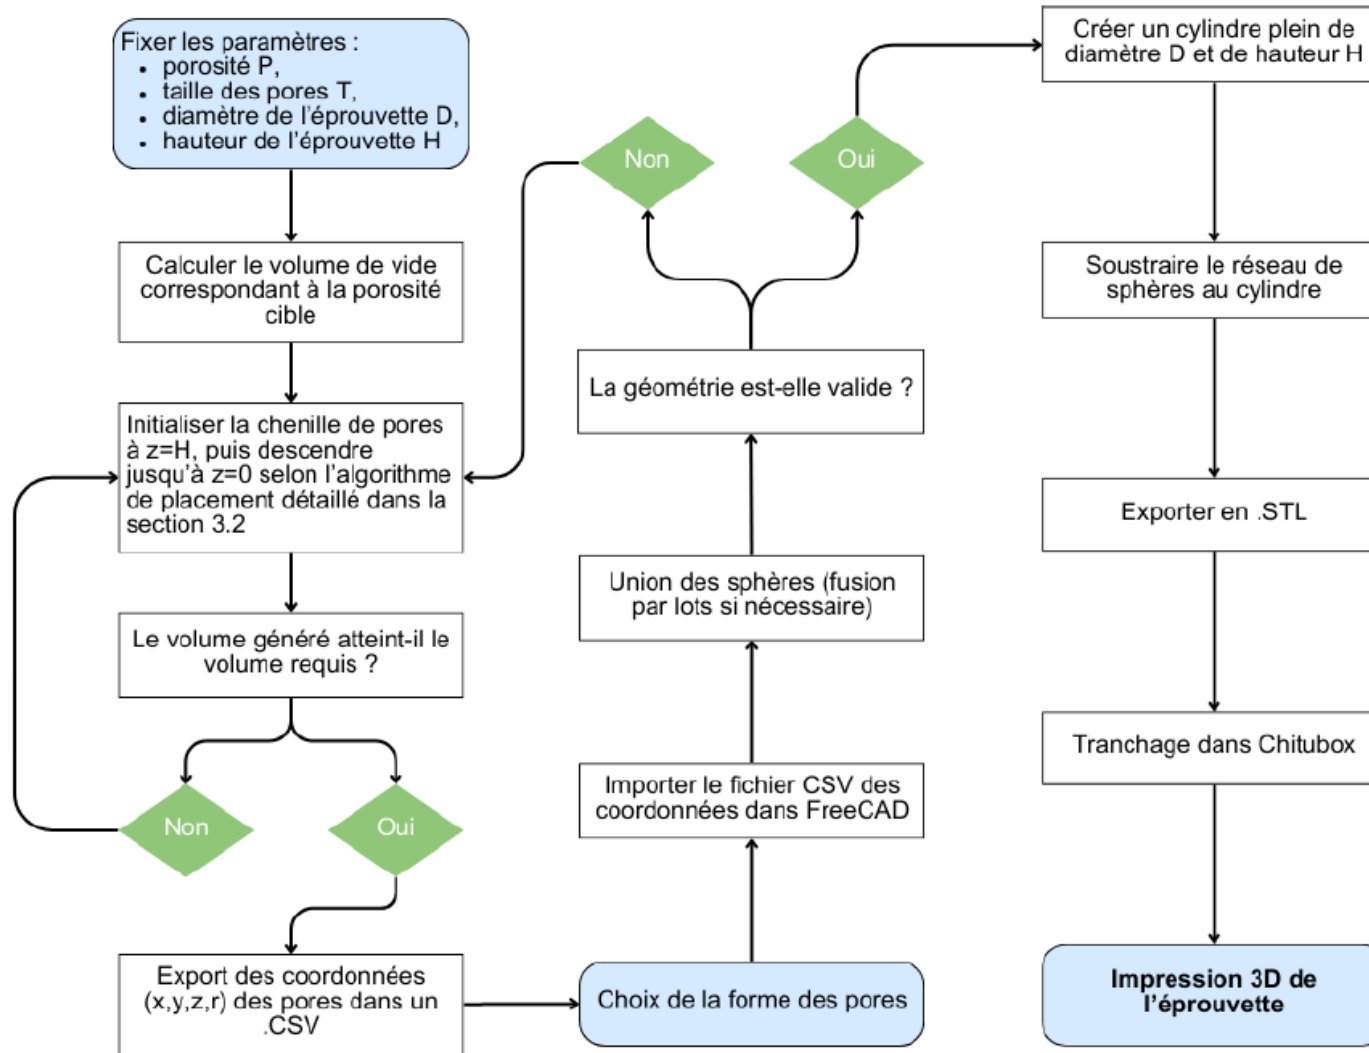 Fixer les paramètres :
• porosité P,
• taille des pores T,
• diamètre de l'éprouvette D,
• hauteur de l'éprouvette H
Calculer le volume de vide
correspondant à la porosité
cible
Initialiser la chenille de pores
à z=H, puis descendre
jusqu'à z=0 selon l'algorithme
de placement détaillé dans la
section 3.2
Le volume généré atteint-il le
volume requis ?
Non
Oui
Export des coordonnées
(x,y,z,r) des pores dans un
.CSV
Choix de la forme des pores
Importer le fichier CSV des
coordonnées dans FreeCAD
Union des sphères (fusion
par lots si nécessaire)
La géométrie est-elle valide ?
Non
Oui
Créer un cylindre plein de
diamètre D et de hauteur H
Soustraire le réseau de
sphères au cylindre
Exporter en .STL
Tranchage dans Chitubox
Impression 3D de
l'éprouvette